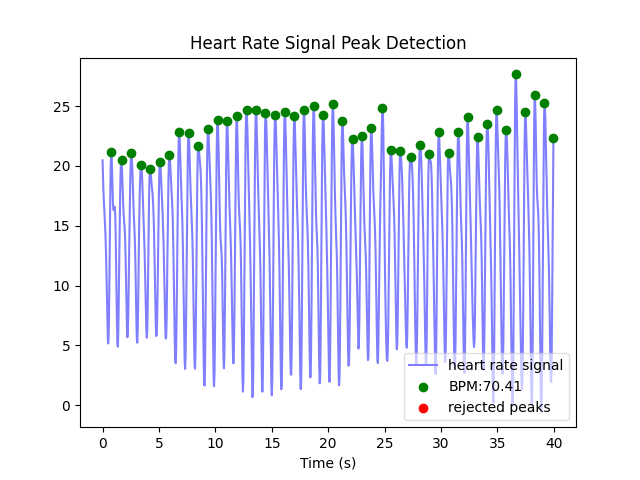 Heart Rate Signal Peak Detection
25
20
15
10
5
0
heart rate signal
BPM:70.41
rejected peaks
0 5 10 15 20 25 30 35 40
Time (s)